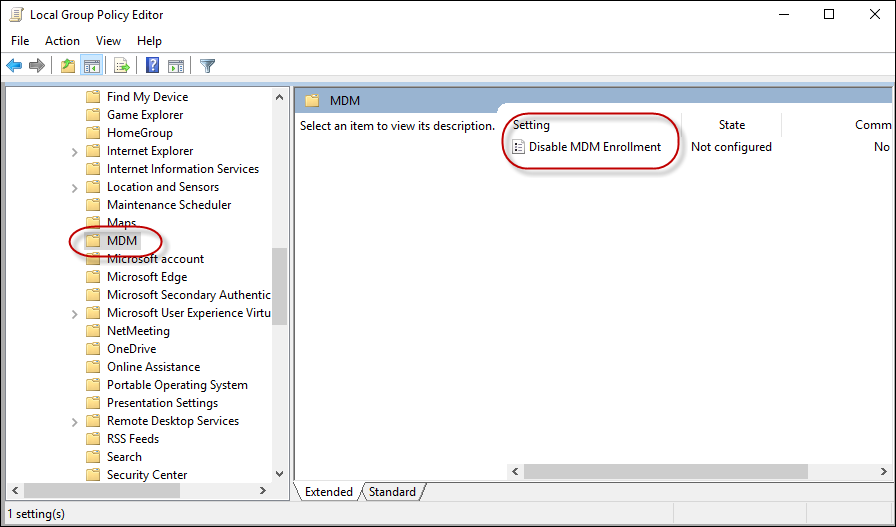 Local Group Policy Editor
File Action View Help
Find My Device
Game Explorer
HomeGroup
Internet Explorer
Internet Information Services
Location and Sensors
Maintenance Scheduler
Maps
MDM
Microsoft account
Microsoft Edge
Microsoft Secondary Authentic
Microsoft User Experience Virtu
NetMeeting
OneDrive
Online Assistance
Portable Operating System
Presentation Settings
Remote Desktop Services
RSS Feeds
Search
Security Center
MDM
Select an item to view its description.
Setting State Comm
Disable MDM Enrollment Not configured No
Extended Standard
1 setting(s)